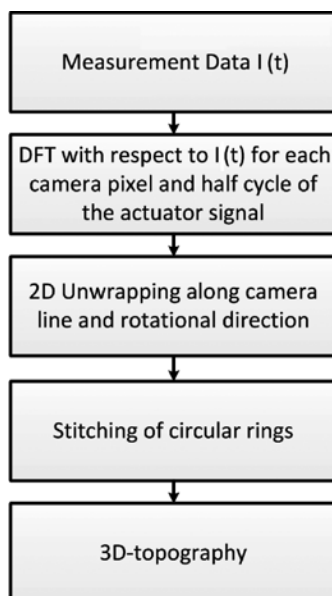 Measurement Data I (t)
DFT with respect to I (t) for each
camera pixel and half cycle of
the actuator signal
2D Unwrapping along camera
line and rotational direction
Stitching of circular rings
3D-topography